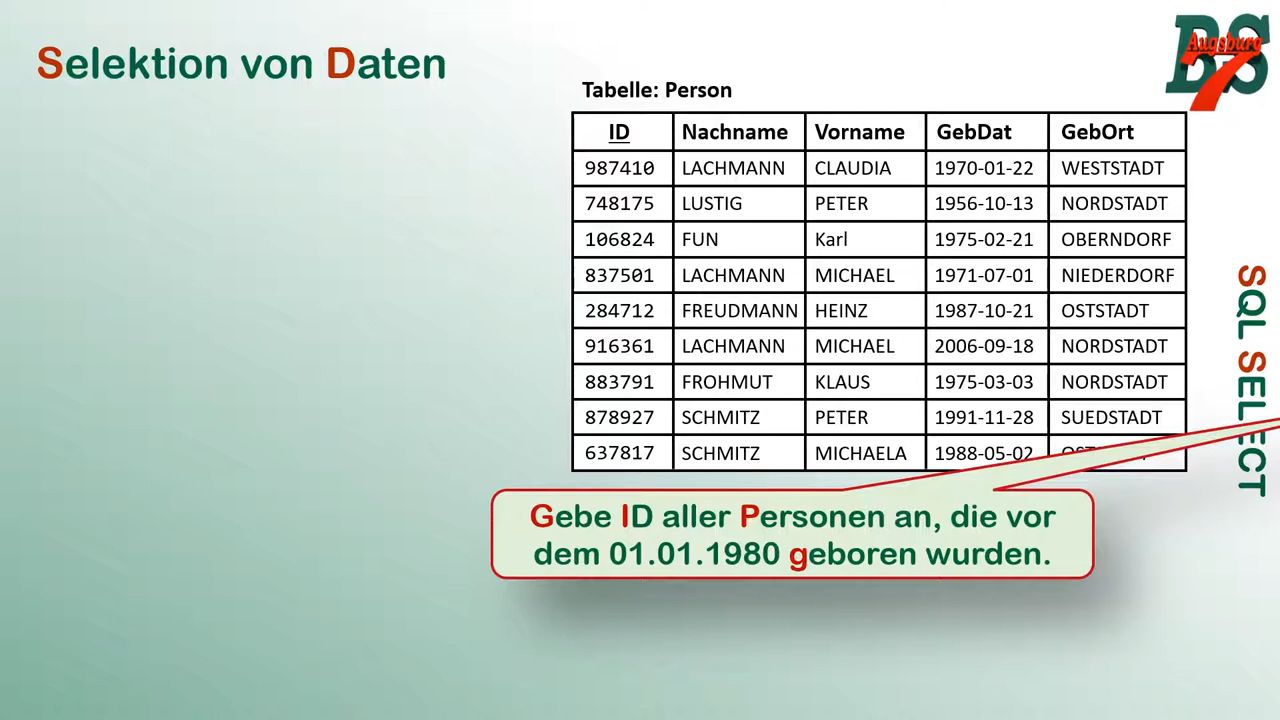 Selektion von Daten
BS
Augsburg
7
Tabelle: Person
ID Nachname Vorname GebDat GebOrt
987410 LACHMANN CLAUDIA 1970-01-22 WESTSTADT
748175 LUSTIG PETER 1956-10-13 NORDSTADT
106824 FUN Karl 1975-02-21 OBERNDORF
837501 LACHMANN MICHAEL 1971-07-01 NIEDERDORF
284712 FREUDMANN HEINZ 1987-10-21 OSTSTADT
916361 LACHMANN MICHAEL 2006-09-18 NORDSTADT
883791 FROHMUT KLAUS 1975-03-03 NORDSTADT
878927 SCHMITZ PETER 1991-11-28 SUEDSTADT
637817 SCHMITZ MICHAELA 1988-05-02
Gebe ID aller Personen an, die vor
dem 01.01.1980 geboren wurden.
SQL SELECT